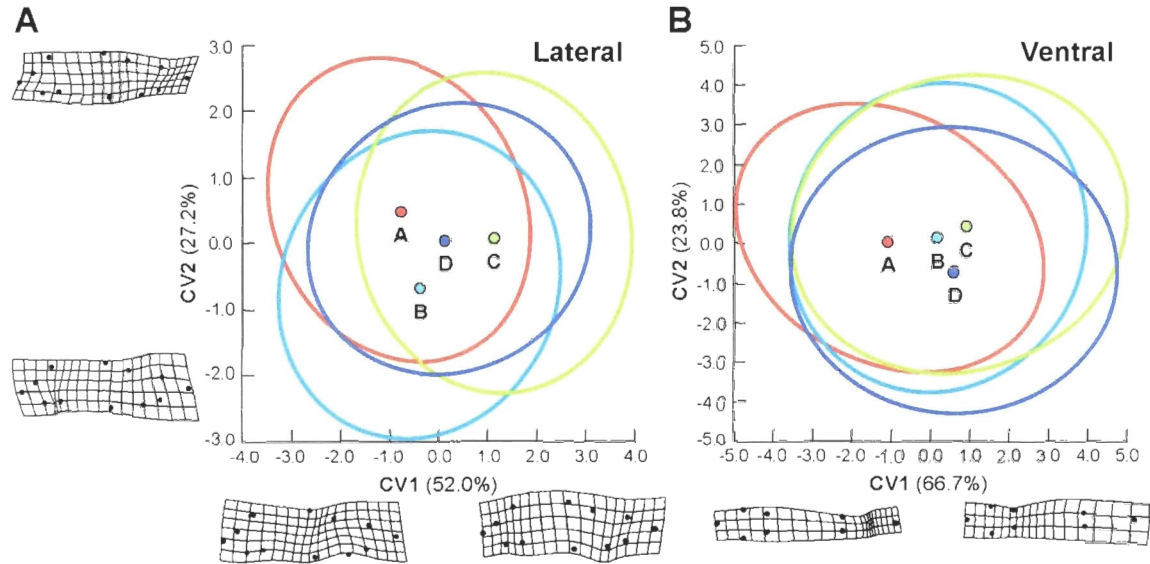 A
Lateral
CV2 (27.2%)
3.0
2.0
1.0
0.0
-1.0
-2.0
-3.0
A
D
C
B
-4.0 -3.0 -2.0 -1.0 0.0 1.0 2.0 3.0 4.0
CV1 (52.0%)
B
Ventral
CV2 (23.8%)
5.0
4.0
3.0
2.0
1.0
0.0
-1.0
-2.0
-3.0
-4.0
-5.0
A
B
C
D
-5.0 -4.0 -3.0 -2.0 -1.0 0.0 1.0 2.0 3.0 4.0 5.0
CV1 (66.7%)